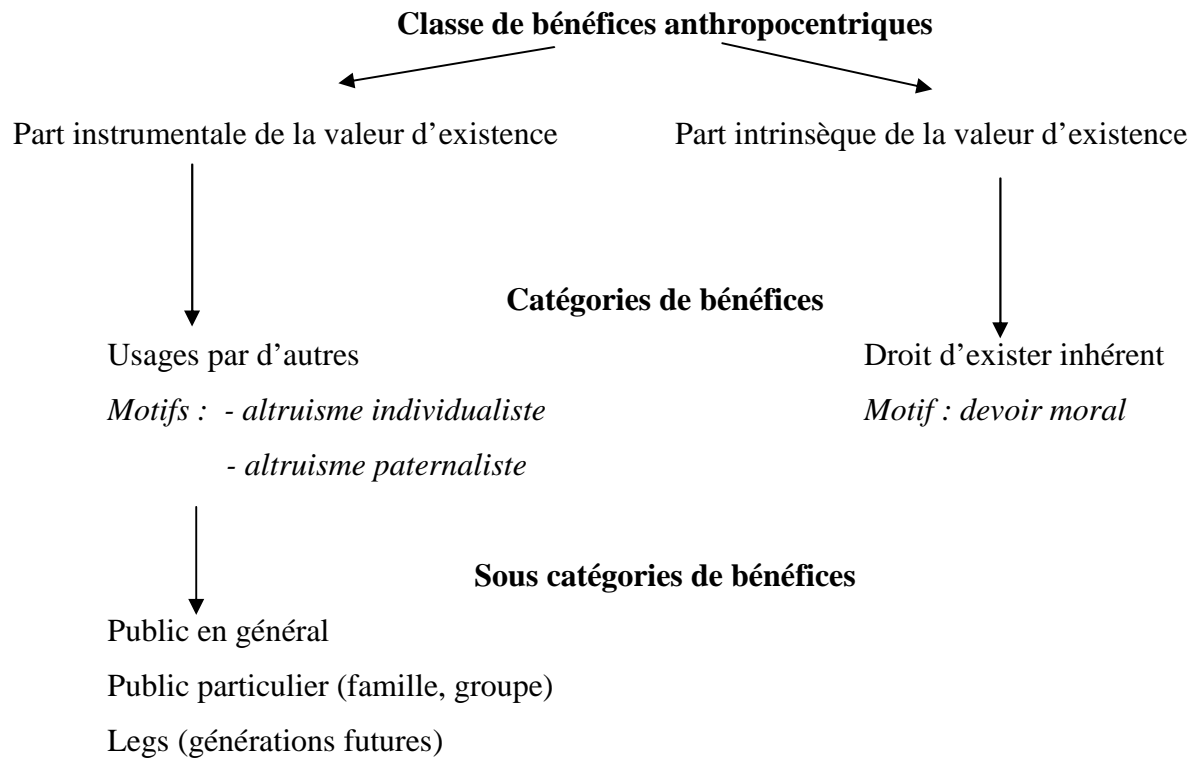 Classe de bénéfices anthropocentriques
Part instrumentale de la valeur d’existence
Part intrinsèque de la valeur d’existence
Catégories de bénéfices
Usages par d’autres
Droit d’exister inhérent
Motifs : - altruisme individualiste
Motif : devoir moral
- altruisme paternaliste
Sous catégories de bénéfices
Public en général
Public particulier (famille, groupe)
Legs (générations futures)